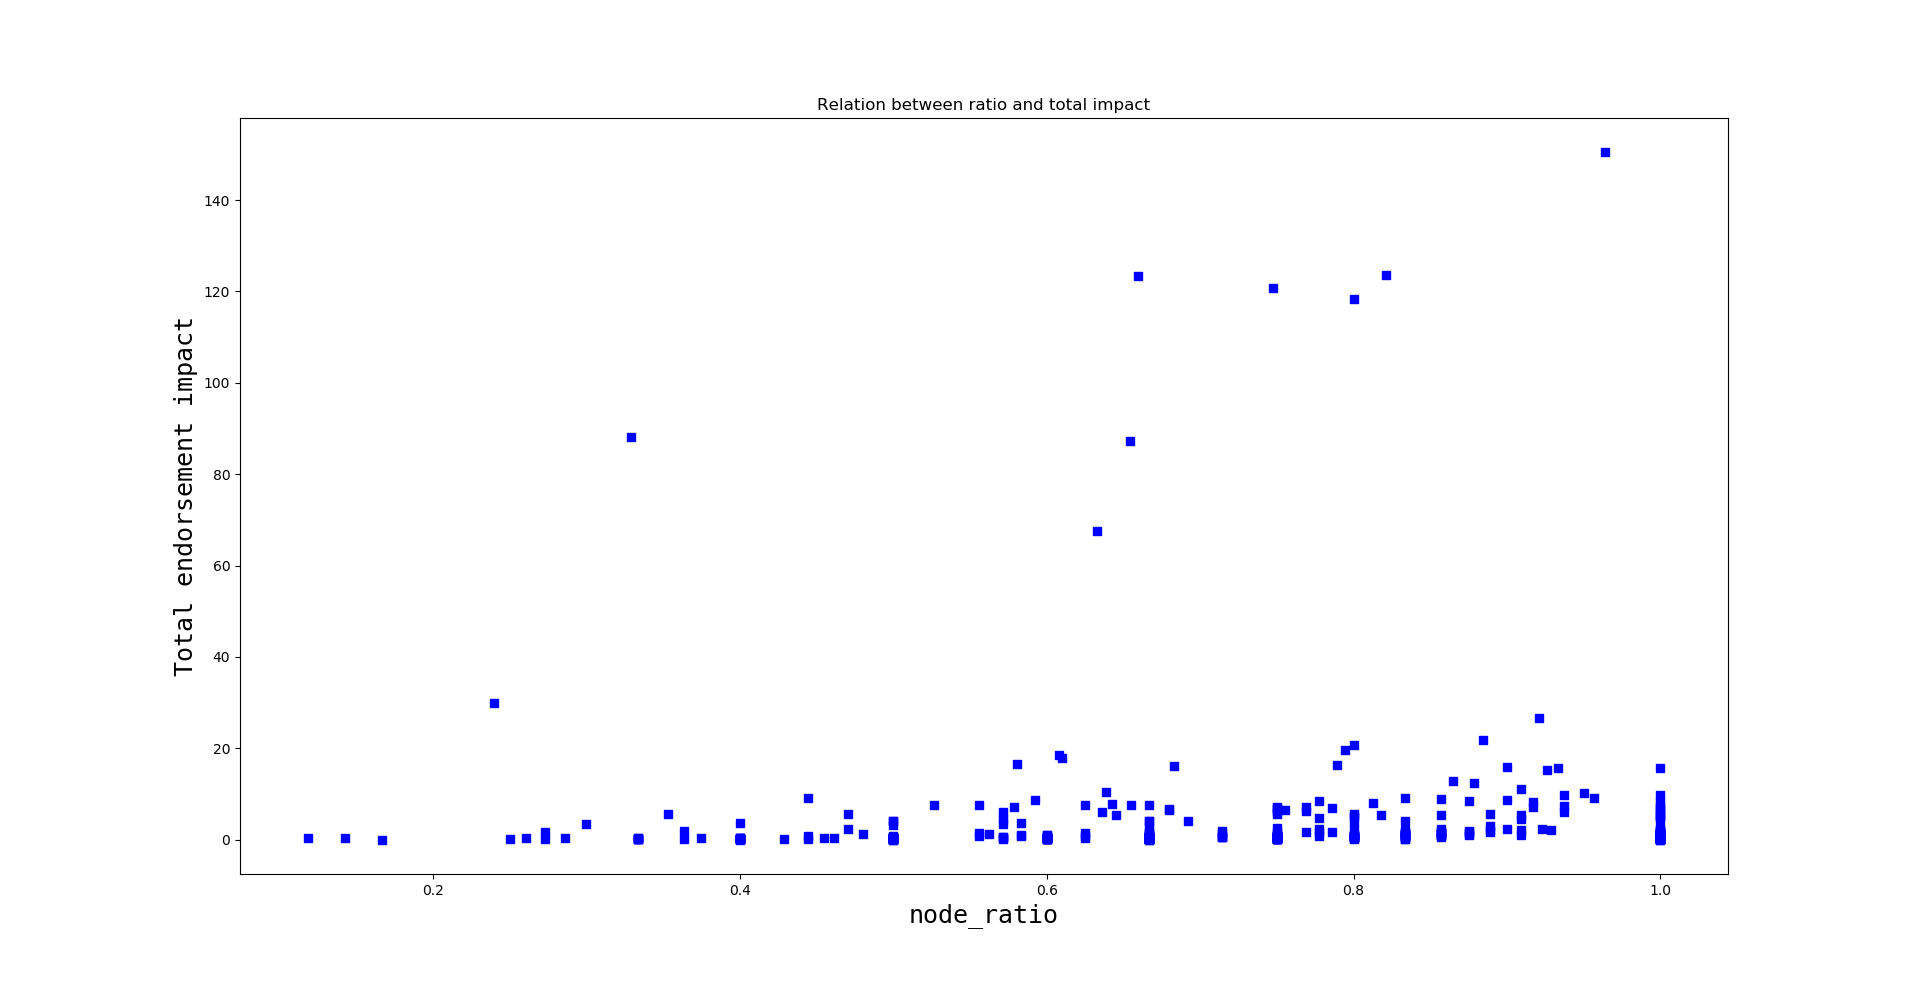 Relation between ratio and total impact
Total endorsement impact
140
120
100
80
60
40
20
0
0.2 0.4 0.6 0.8 1.0
node_ratio